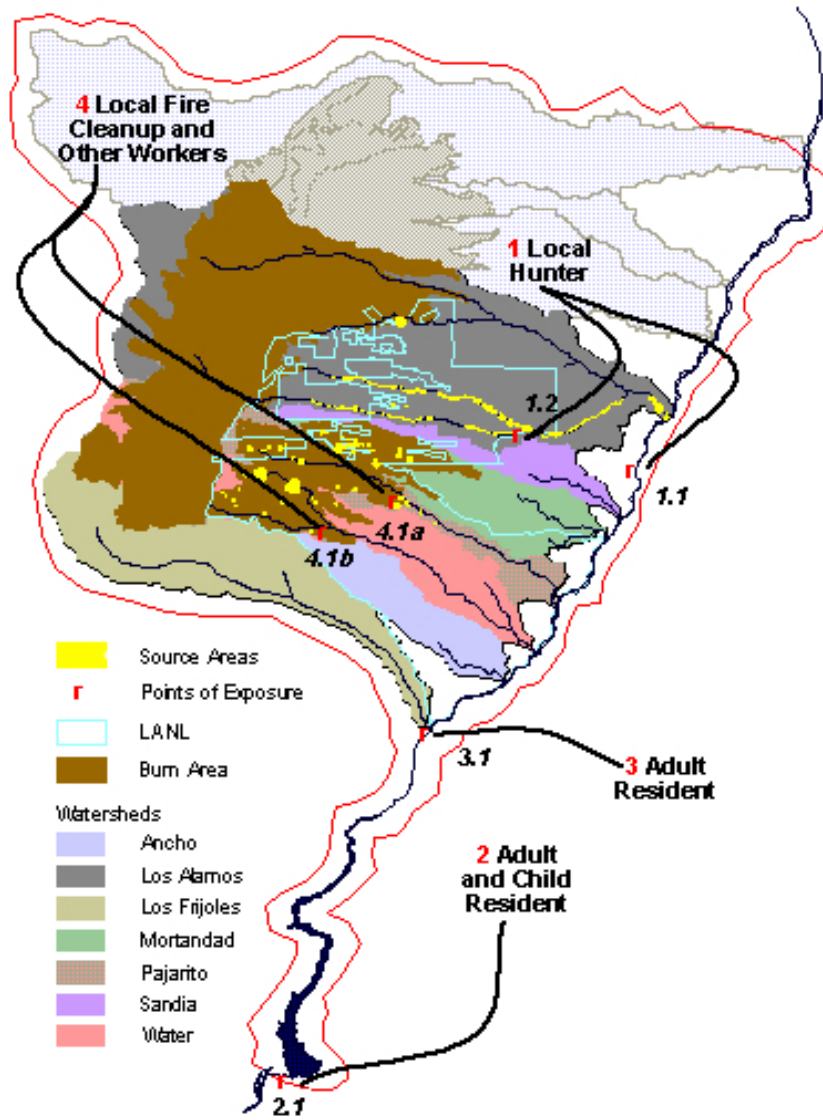 4 Local Fire
Cleanup and
Other Workers
1 Local
Hunter
1.2
1.1
4.1a
4.1b
Source Areas
r Points of Exposure
LANL
Burn Area
3.1
3 Adult
Resident
Watersheds
Ancho
Los Alamos
Los Frijoles
Mortandad
Pajarito
Sandia
Water
2 Adult
and Child
Resident
2.1